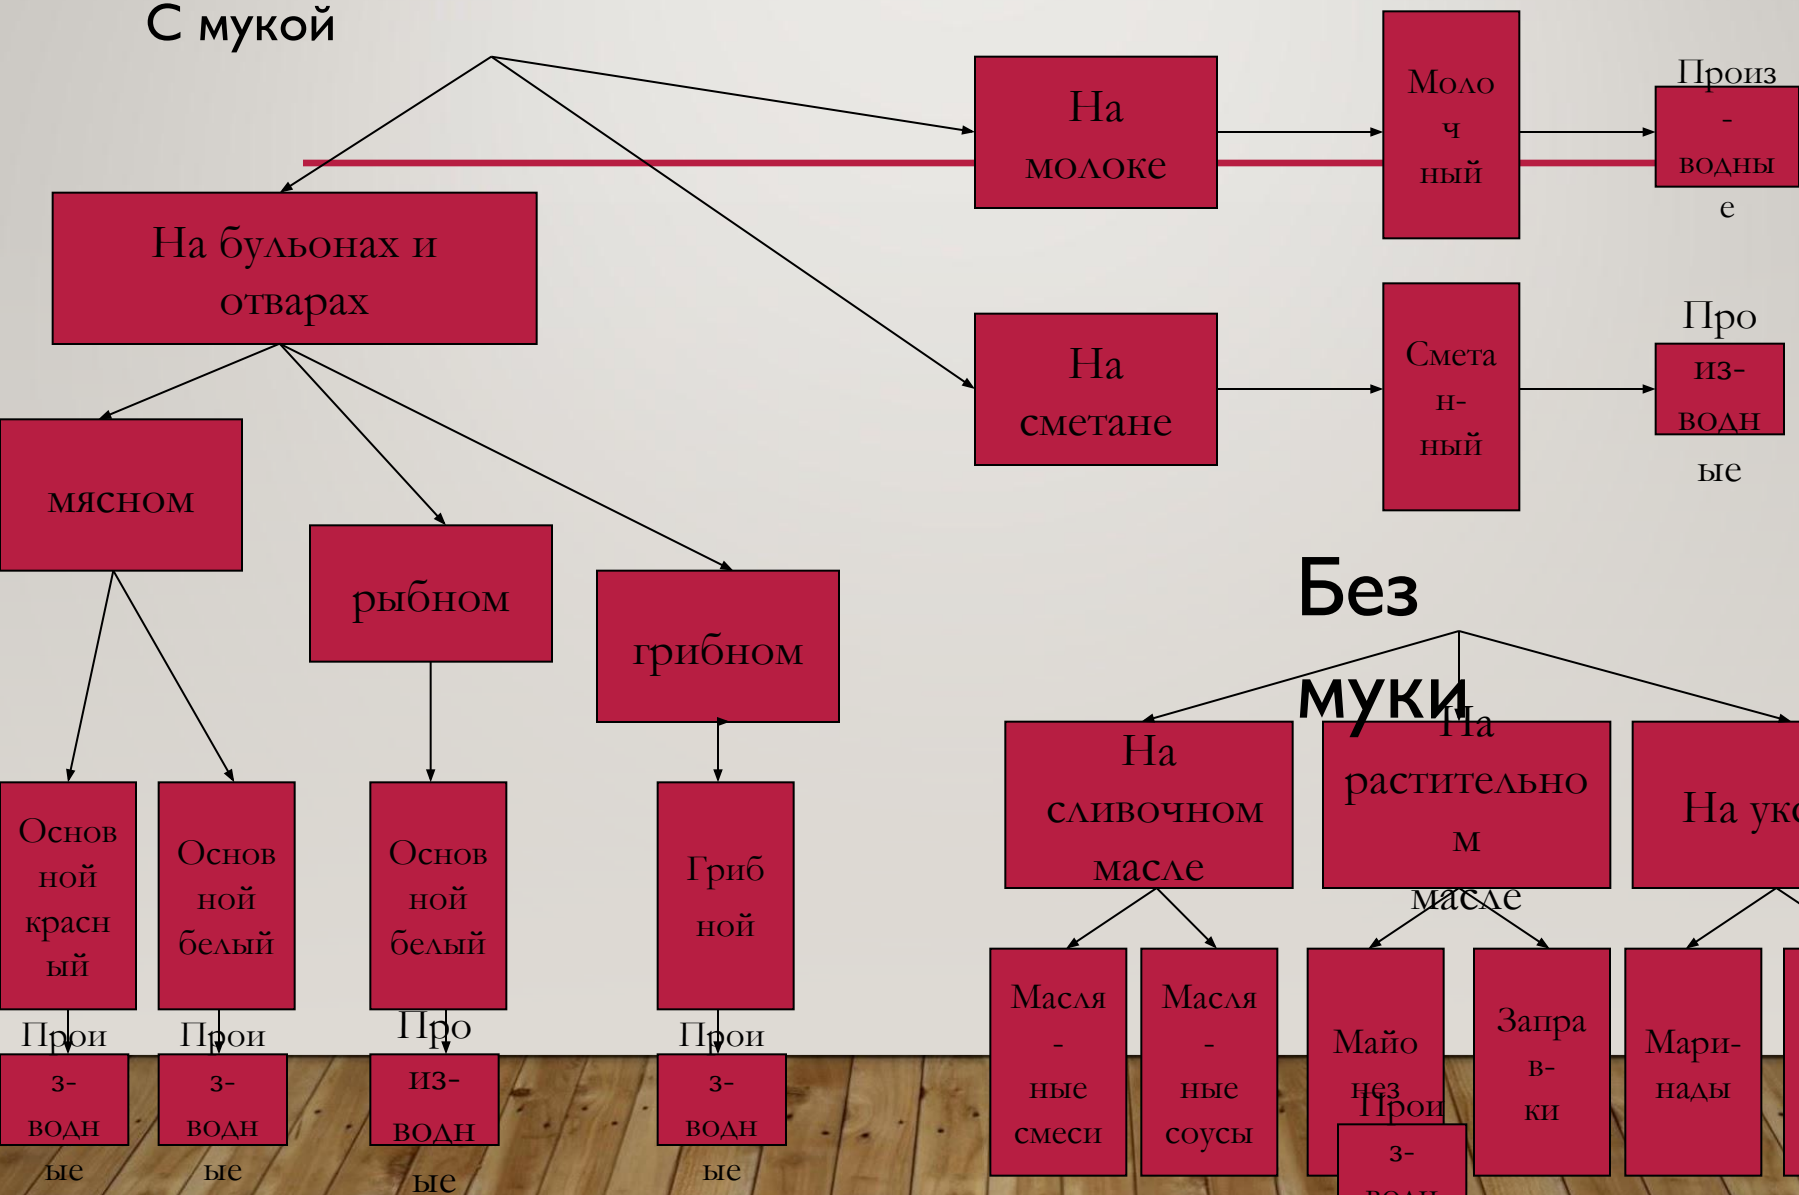 С мукой
На
молоке
Моло
ч
ный
Произ
-
водны
е
На бульонах и
отварах
На
сметане
Смета
н-
ный
Про
из-
водн
ые
мясном
рыбном
грибном
Без
муки
На
сливочном
масле
На
растительно
м
масле
На
Основ
ной
красн
ый
Основ
ной
белый
Основ
ной
белый
Гриб
ной
Масля
-
ные
смеси
Масля
-
ные
соусы
Майо
нез
Запра
в-
ки
Мари-
нады
Прои
з-
водн
ые
Прои
з-
водн
ые
Про
из-
водн
ые
Прои
з-
водн
ые
Прои
з-
водн